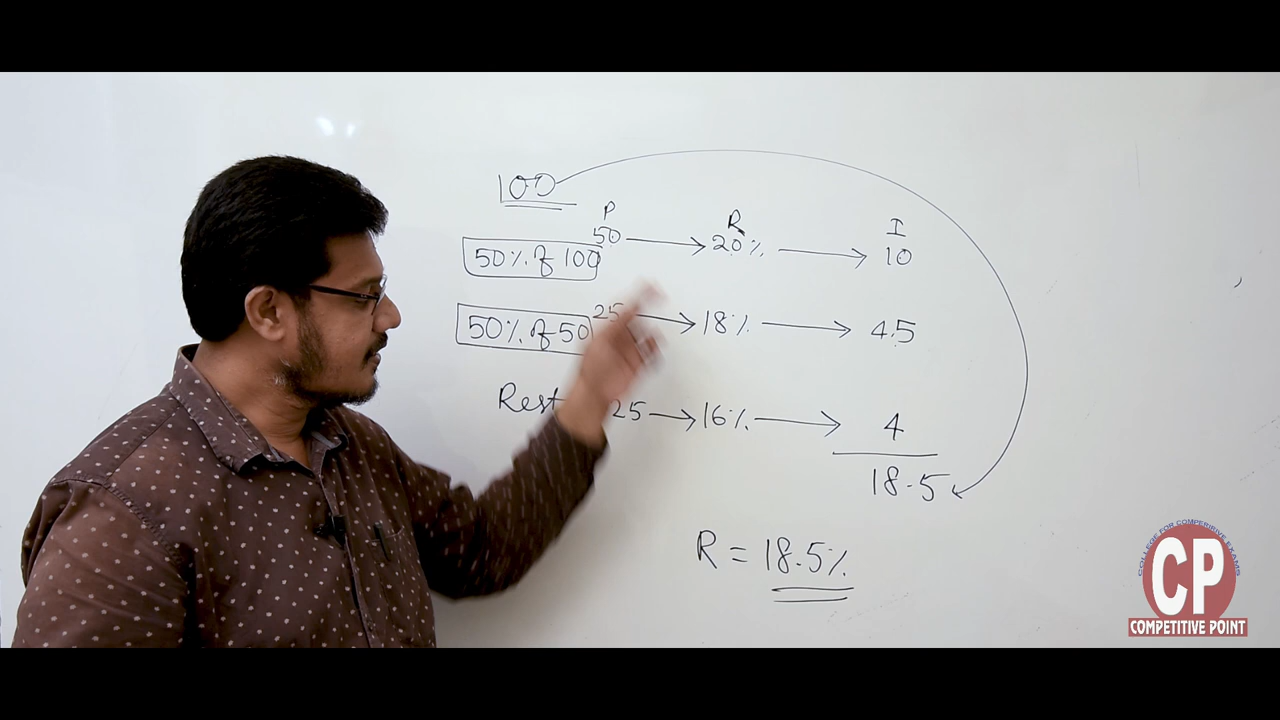 100
P R I
50 20% 10
50% of 100
50% of 50 25 18% 4.5
Rest 25 16% 4
18.5
R = 18.5%
COLLEGE FOR COMPERIRIVE EXAMS
CP
COMPETITIVE POINT